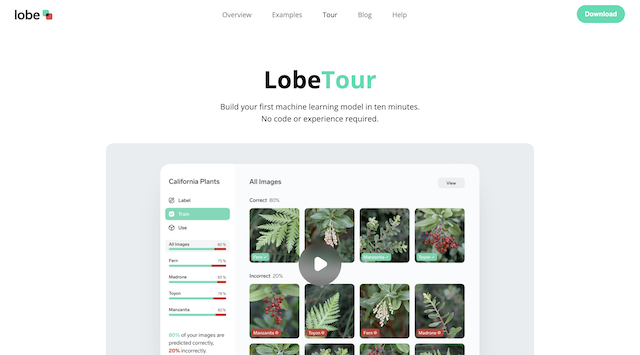 lobe
Overview
Examples
Tour
Blog
Help
Download
LobeTour
Build your first machine learning model in ten minutes.
No code or experience required.
California Plants
Label
Train
Use
All Images 80%
Fern 75%
Madrone
Toyon
Manzanita
80% of your images are
predicted correctly,
20% incorrectly.
All Images
View
Correct 80%
Fern
Manzanita
Toyon
Incorrect 20%
Manzanita
Toyon
Fern
Madrone